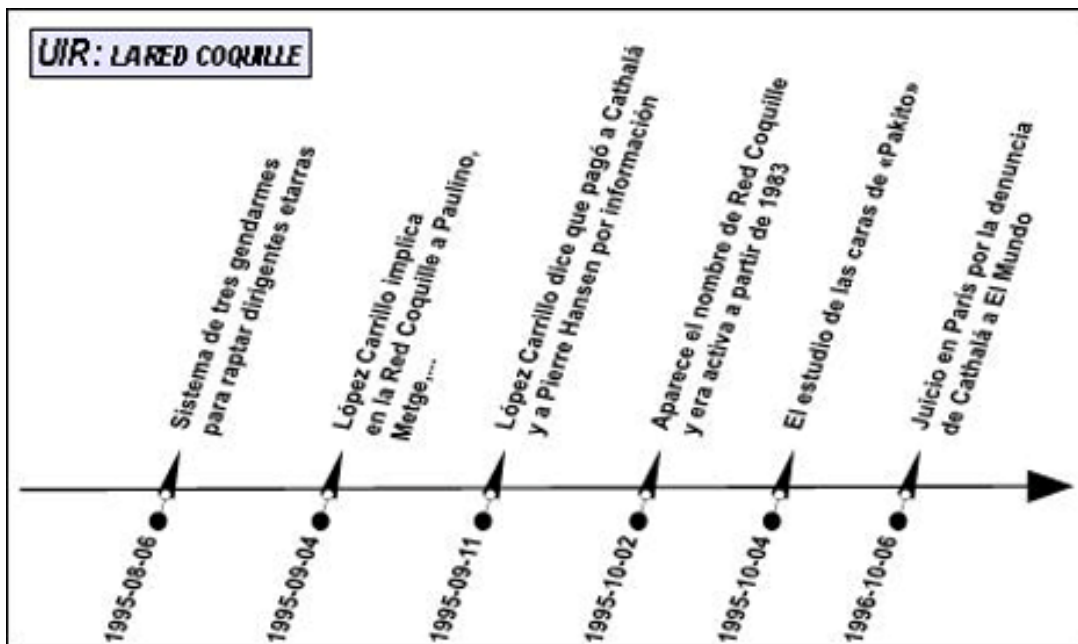 UIR: LA RED COQUILLE
Sistema de tres gendarmes
para raptar dirigentes etarras
López Carrillo implica
en la Red Coquille a Paulino,
Metge,...
López Carrillo dice que pagó a Cathalá
y a Pierre Hansen por información
Aparece el nombre de Red Coquille
y era activa a partir de 1983
El estudio de las caras de «Pakito»
Juicio en París por la denuncia
de Cathalá a El Mundo
1995-08-06
1995-09-04
1995-09-11
1995-10-02
1995-10-04
1996-10-06